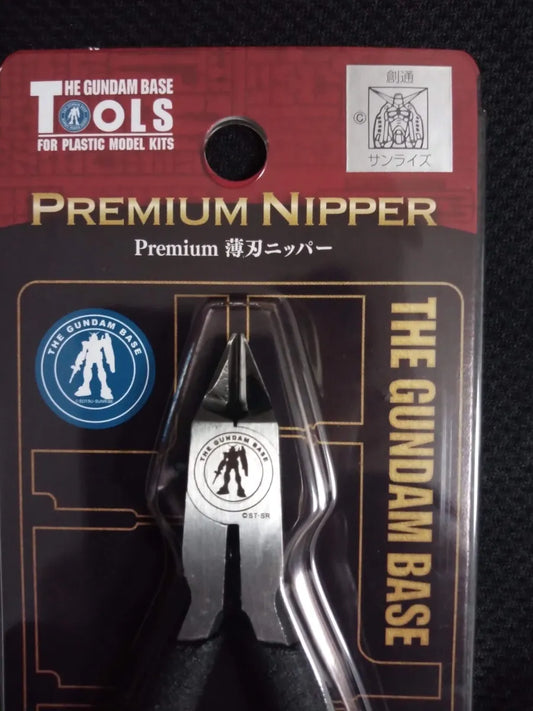 THE GUNDAM BASE
TOOLS
FOR PLASTIC MODEL KITS
創通
©
サンライズ
PREMIUM NIPPER
Premium 薄刃ニッパー
THE GUNDAM BASE
THE GUNDAM BASE
THE GUNDAM BASE
©ST・SR